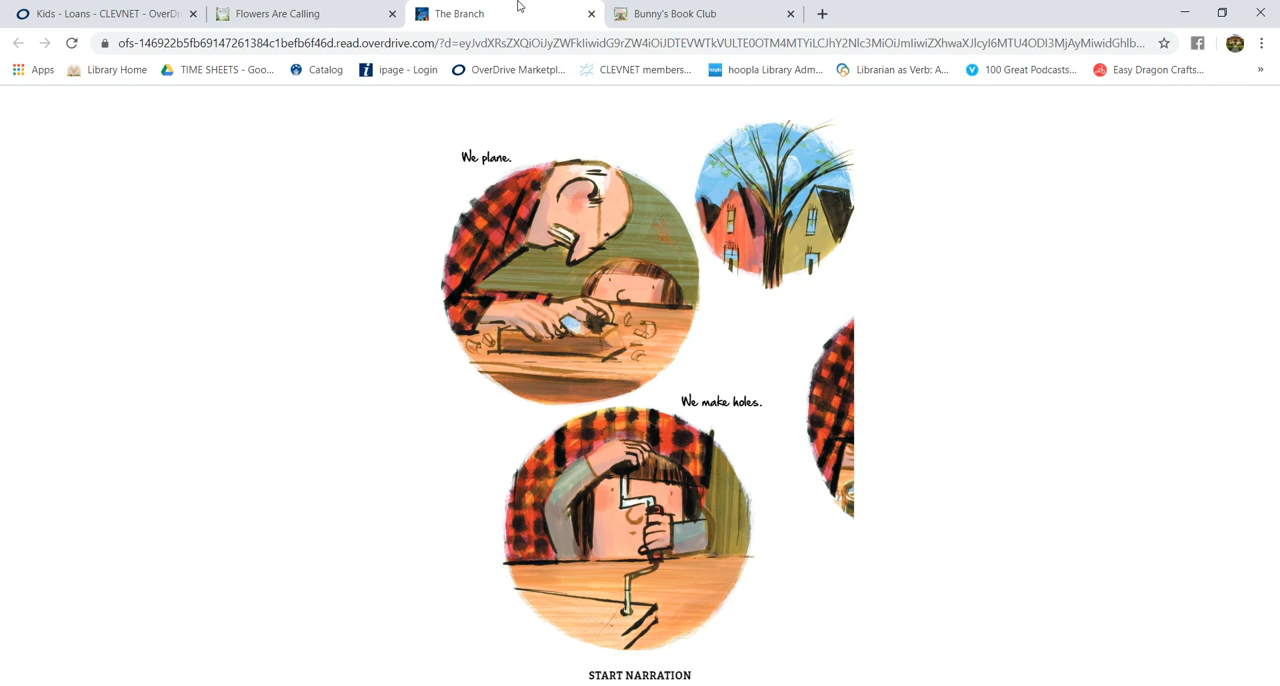 Kids - Loans - CLEVNET - OverDr
Flowers Are Calling
The Branch
Bunny's Book Club
ofs-146922b5fb69147261384c1befb6f46d.read.overdrive.com/?d=eyJvdXRsZXQiOiJyZWFkIiwidG9rZW4iOiJDTEVWTkVULTE0OTM4MTYiLCJhY2Nlc3MiOiJmIiwiZXhwaXJlcyI6MTU4ODI3MjAyMiwidGhlb...
Apps
Library Home
TIME SHEETS - Goo...
Catalog
ipage - Login
OverDrive Marketpl...
CLEVNET members...
hoopla Library Adm...
Librarian as Verb: A...
100 Great Podcasts...
Easy Dragon Crafts...
»
We plane.
We make holes.
START NARRATION